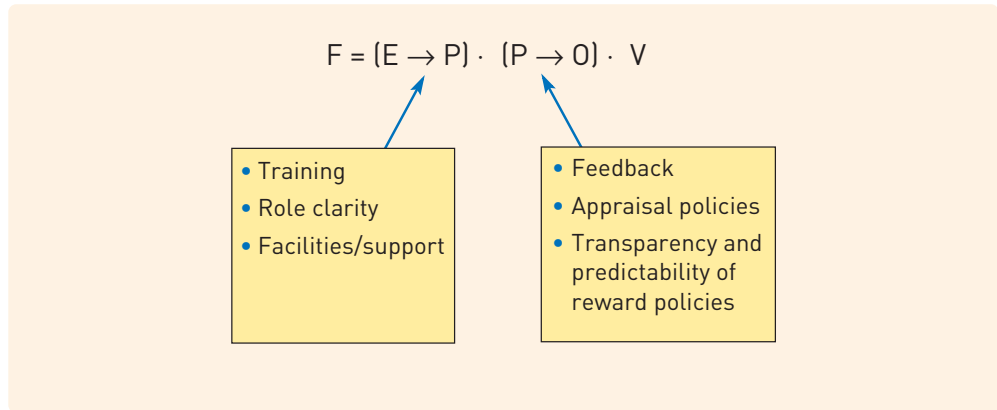 F = (E → P) · (P → O) · V
• Training
• Role clarity
• Facilities/support
• Feedback
• Appraisal policies
• Transparency and
predictability of
reward policies